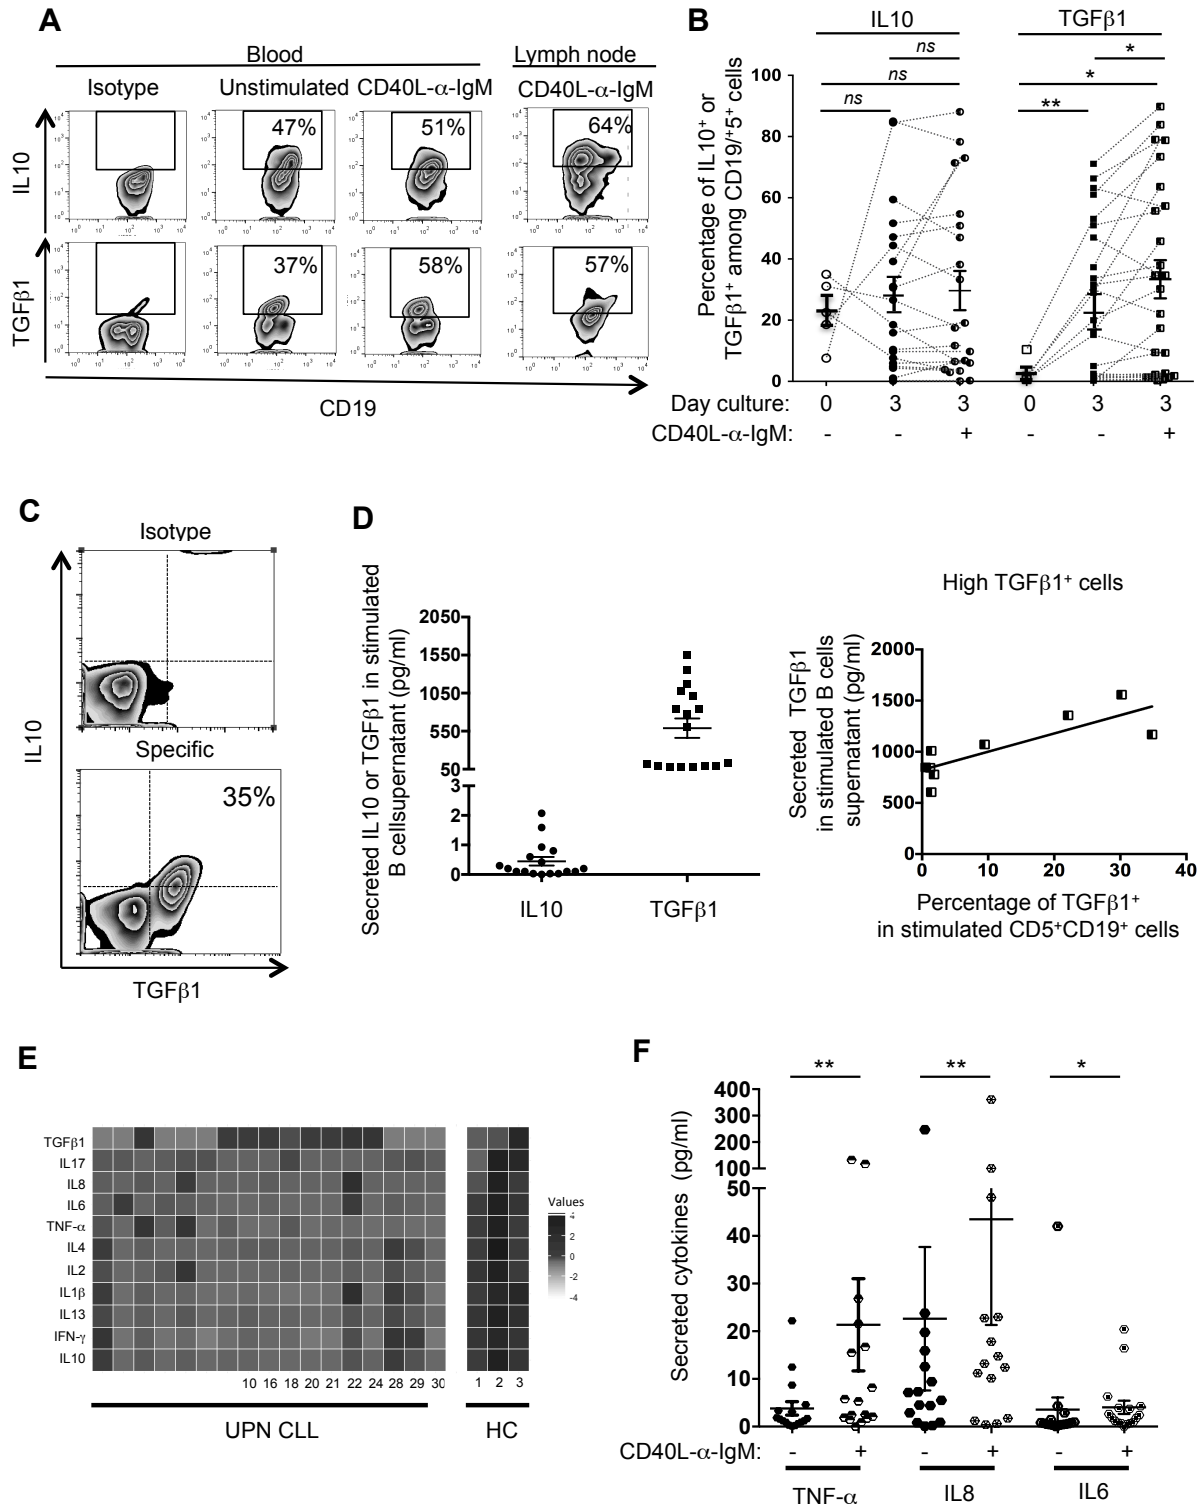 A
Blood
Lymph node
Isotype
Unstimulated
CD40L-α-IgM
CD40L-α-IgM
IL10
47%
51%
64%
TGFβ1
37%
58%
57%
CD19
B
IL10
TGFβ1
ns
ns
ns
*
*
**
Percentage of IL10⁺ or
TGFβ1⁺ among CD19/⁺5⁺ cells
100
80
60
40
20
0
Day culture: 0 3 3 0 3 3
CD40L-α-IgM: - - + - - +
C
Isotype
Specific
35%
IL10
TGFβ1
D
Secreted IL10 or TGFβ1 in stimulated
B cellsupernatant (pg/ml)
2050
1550
1050
550
50
3
2
1
0
IL10
TGFβ1
High TGFβ1⁺ cells
Secreted TGFβ1
in stimulated B cells
supernatant (pg/ml)
2000
1500
1000
500
0
0 10 20 30 40
Percentage of TGFβ1⁺
in stimulated CD5⁺CD19⁺ cells
E
TGFβ1
IL17
IL8
IL6
TNF-α
IL4
IL2
IL1β
IL13
IFN-γ
IL10
10 16 18 20 21 22 24 28 29 30
1 2 3
UPN CLL
HC
Values
4
2
0
-2
-4
F
**
**
*
Secreted cytokines (pg/ml)
400
300
200
100
50
40
30
20
10
0
CD40L-α-IgM: - + - + - +
TNF-α
IL8
IL6